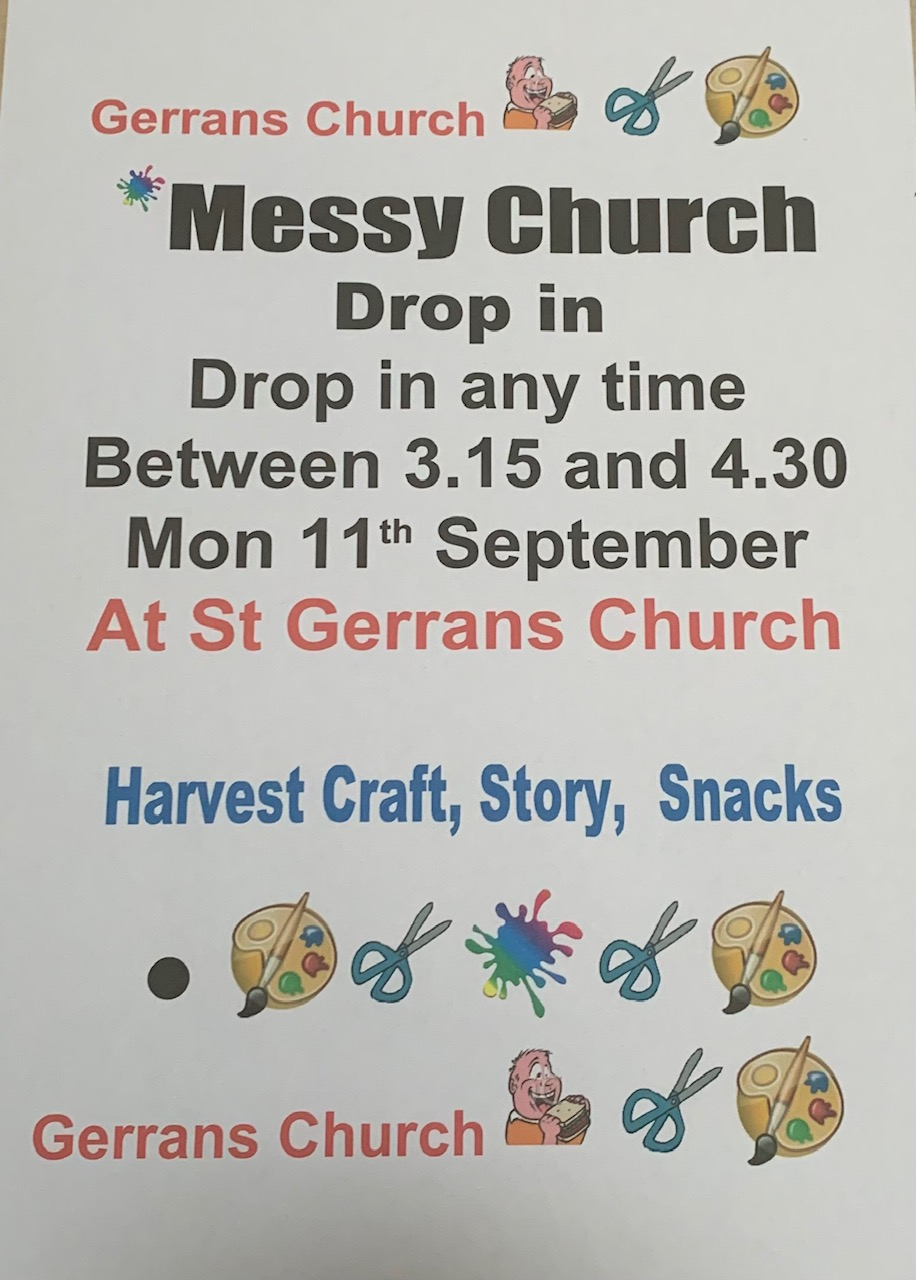 Gerrans Church
Messy Church
Drop in
Drop in any time
Between 3.15 and 4.30
Mon 11th September
At St Gerrans Church
Harvest Craft, Story, Snacks
Gerrans Church